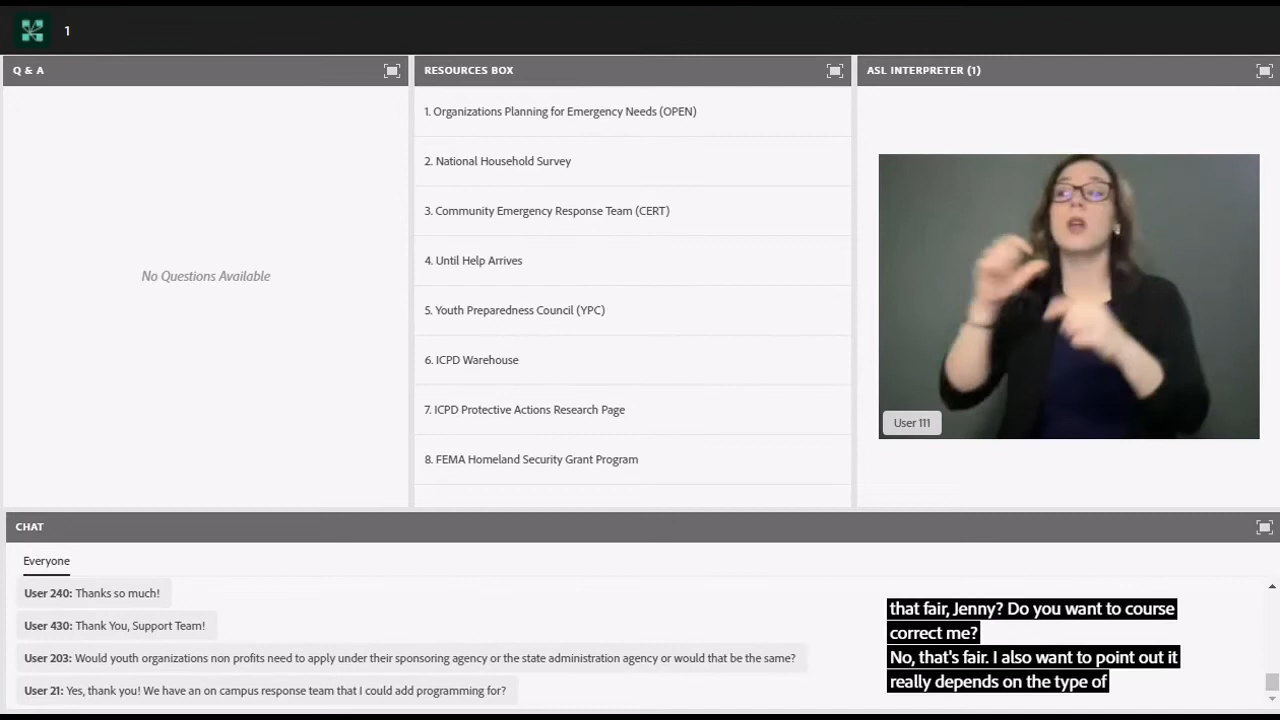 1
Q & A
No Questions Available
RESOURCES BOX
1. Organizations Planning for Emergency Needs (OPEN)
2. National Household Survey
3. Community Emergency Response Team (CERT)
4. Until Help Arrives
5. Youth Preparedness Council (YPC)
6. ICPD Warehouse
7. ICPD Protective Actions Research Page
8. FEMA Homeland Security Grant Program
ASL INTERPRETER (1)
User 111
CHAT
Everyone
User 240: Thanks so much!
User 430: Thank You, Support Team!
User 203: Would youth organizations non profits need to apply under their sponsoring agency or the state administration agency or would that be the same?
User 21: Yes, thank you! We have an on campus response team that I could add programming for?
that fair, Jenny? Do you want to course
correct me?
No, that's fair. I also want to point out it
really depends on the type of